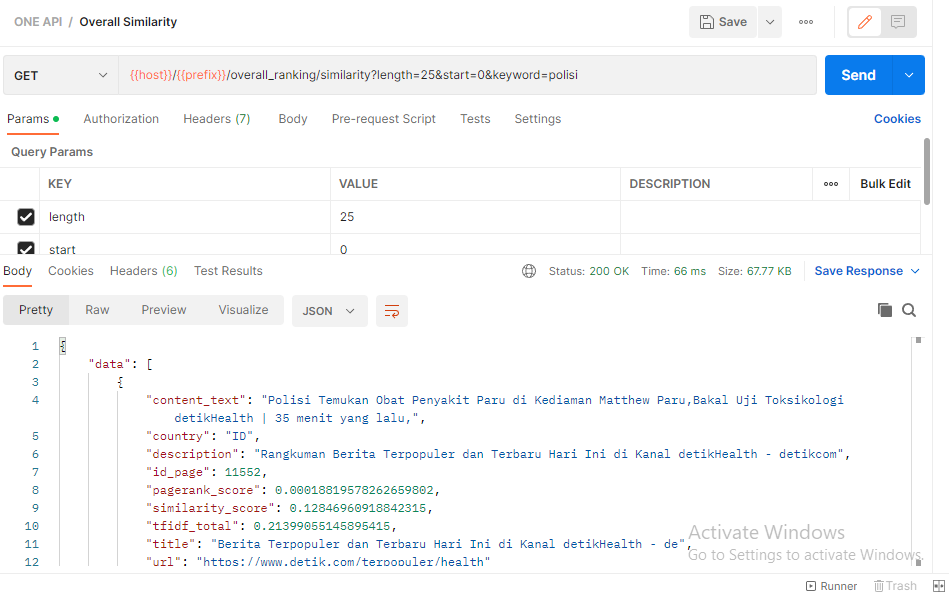 ONE API / Overall Similarity
Save
GET {{host}}/{{prefix}}/overall_ranking/similarity?length=25&start=0&keyword=polisi Send
Params Authorization Headers (7) Body Pre-request Script Tests Settings Cookies
Query Params
KEY VALUE DESCRIPTION Bulk Edit
length 25
start 0
Body Cookies Headers (6) Test Results Status: 200 OK Time: 66 ms Size: 67.77 KB Save Response
Pretty Raw Preview Visualize JSON
1 {
2 "data": [
3 {
4 "content_text": "Polisi Temukan Obat Penyakit Paru di Kediaman Matthew Paru,Bakal Uji Toksikologi
detikHealth | 35 menit yang lalu,",
5 "country": "ID",
6 "description": "Rangkuman Berita Terpopuler dan Terbaru Hari Ini di Kanal detikHealth - detikcom",
7 "id_page": 11552,
8 "pagerank_score": 0.00018819578262659802,
9 "similarity_score": 0.12846960918842315,
10 "tfidf_total": 0.21399055145895415,
11 "title": "Berita Terpopuler dan Terbaru Hari Ini di Kanal detikHealth - de",
12 "url": "https://www.detik.com/terpopuler/health"
Activate Windows
Go to Settings to activate Windows.
Runner Trash